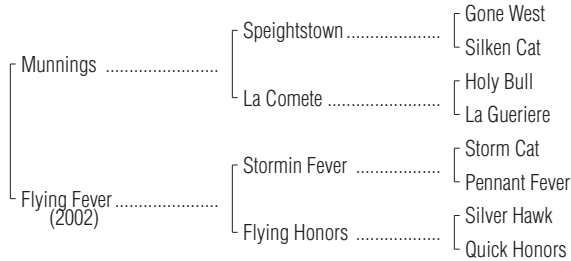 Gone West
Speightstown ....................
Silken Cat
Munnings ........................
Holy Bull
La Comete ........................
La Gueriere
Storm Cat
Stormin Fever ..................
Pennant Fever
Flying Fever ......................
(2002)
Silver Hawk
Flying Honors ...................
Quick Honors